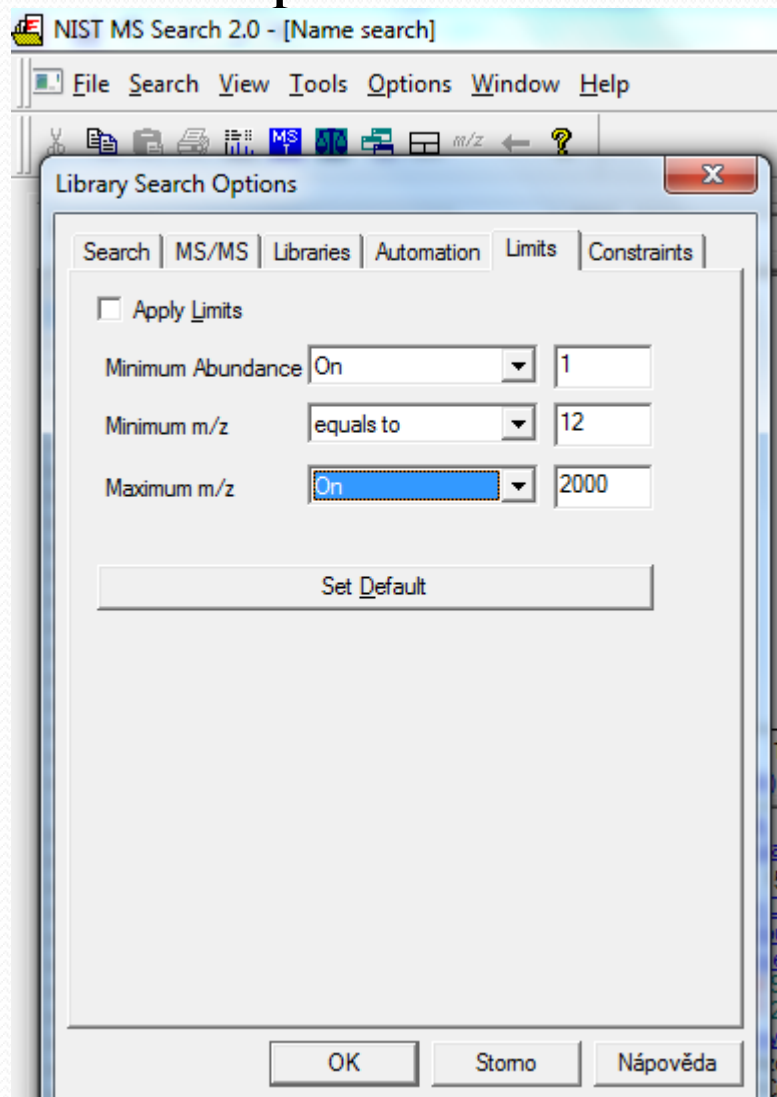 NIST MS Search 2.0 - [Name search]
File Search View Tools Options Window Help
MS m/z ?
Library Search Options
Search MS/MS Libraries Automation Limits Constraints
Apply Limits
Minimum Abundance On 1
Minimum m/z equals to 12
Maximum m/z On 2000
Set Default
OK Storno Nápověda